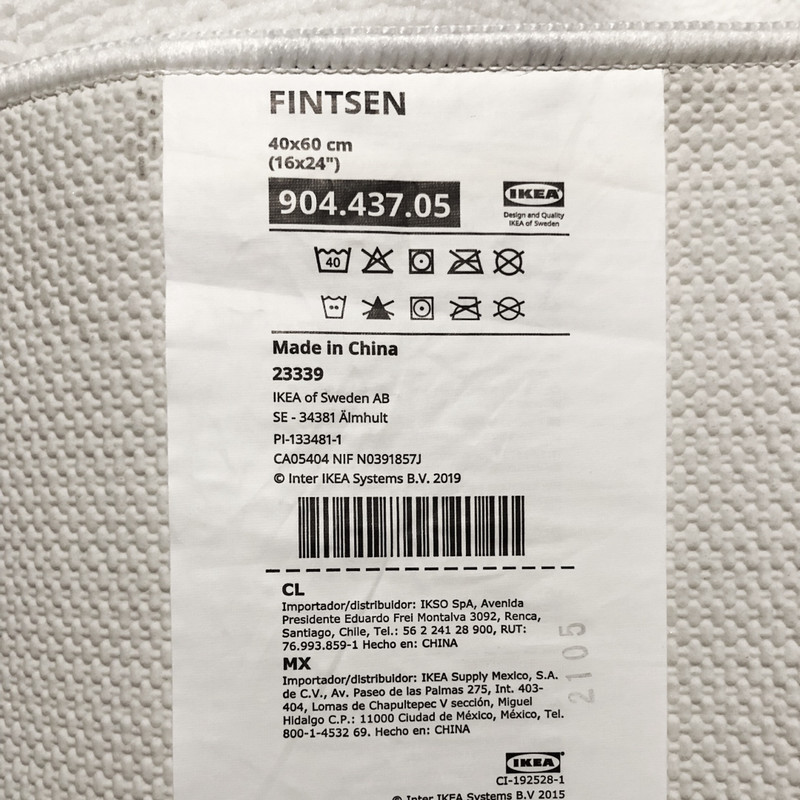 FINTSEN
40x60 cm
(16x24")
904.437.05
IKEA
Design and Quality
IKEA of Sweden
40
Made in China
23339
IKEA of Sweden AB
SE - 34381 Älmhult
PI-133481-1
CA05404 NIF N0391857J
© Inter IKEA Systems B.V. 2019
CL
Importador/distribuidor: IKSO SpA, Avenida
Presidente Eduardo Frei Montalva 3092, Renca,
Santiago, Chile, Tel.: 56 2 241 28 900, RUT:
76.993.859-1 Hecho en: CHINA
MX
Importador/distribuidor: IKEA Supply Mexico, S.A.
de C.V., Av. Paseo de las Palmas 275, Int. 403-
404, Lomas de Chapultepec V sección, Miguel
Hidalgo C.P.: 11000 Ciudad de México, México, Tel.
800-1-4532 69. Hecho en: CHINA
2105
IKEA
CI-192528-1
© Inter IKEA Systems B.V 2015